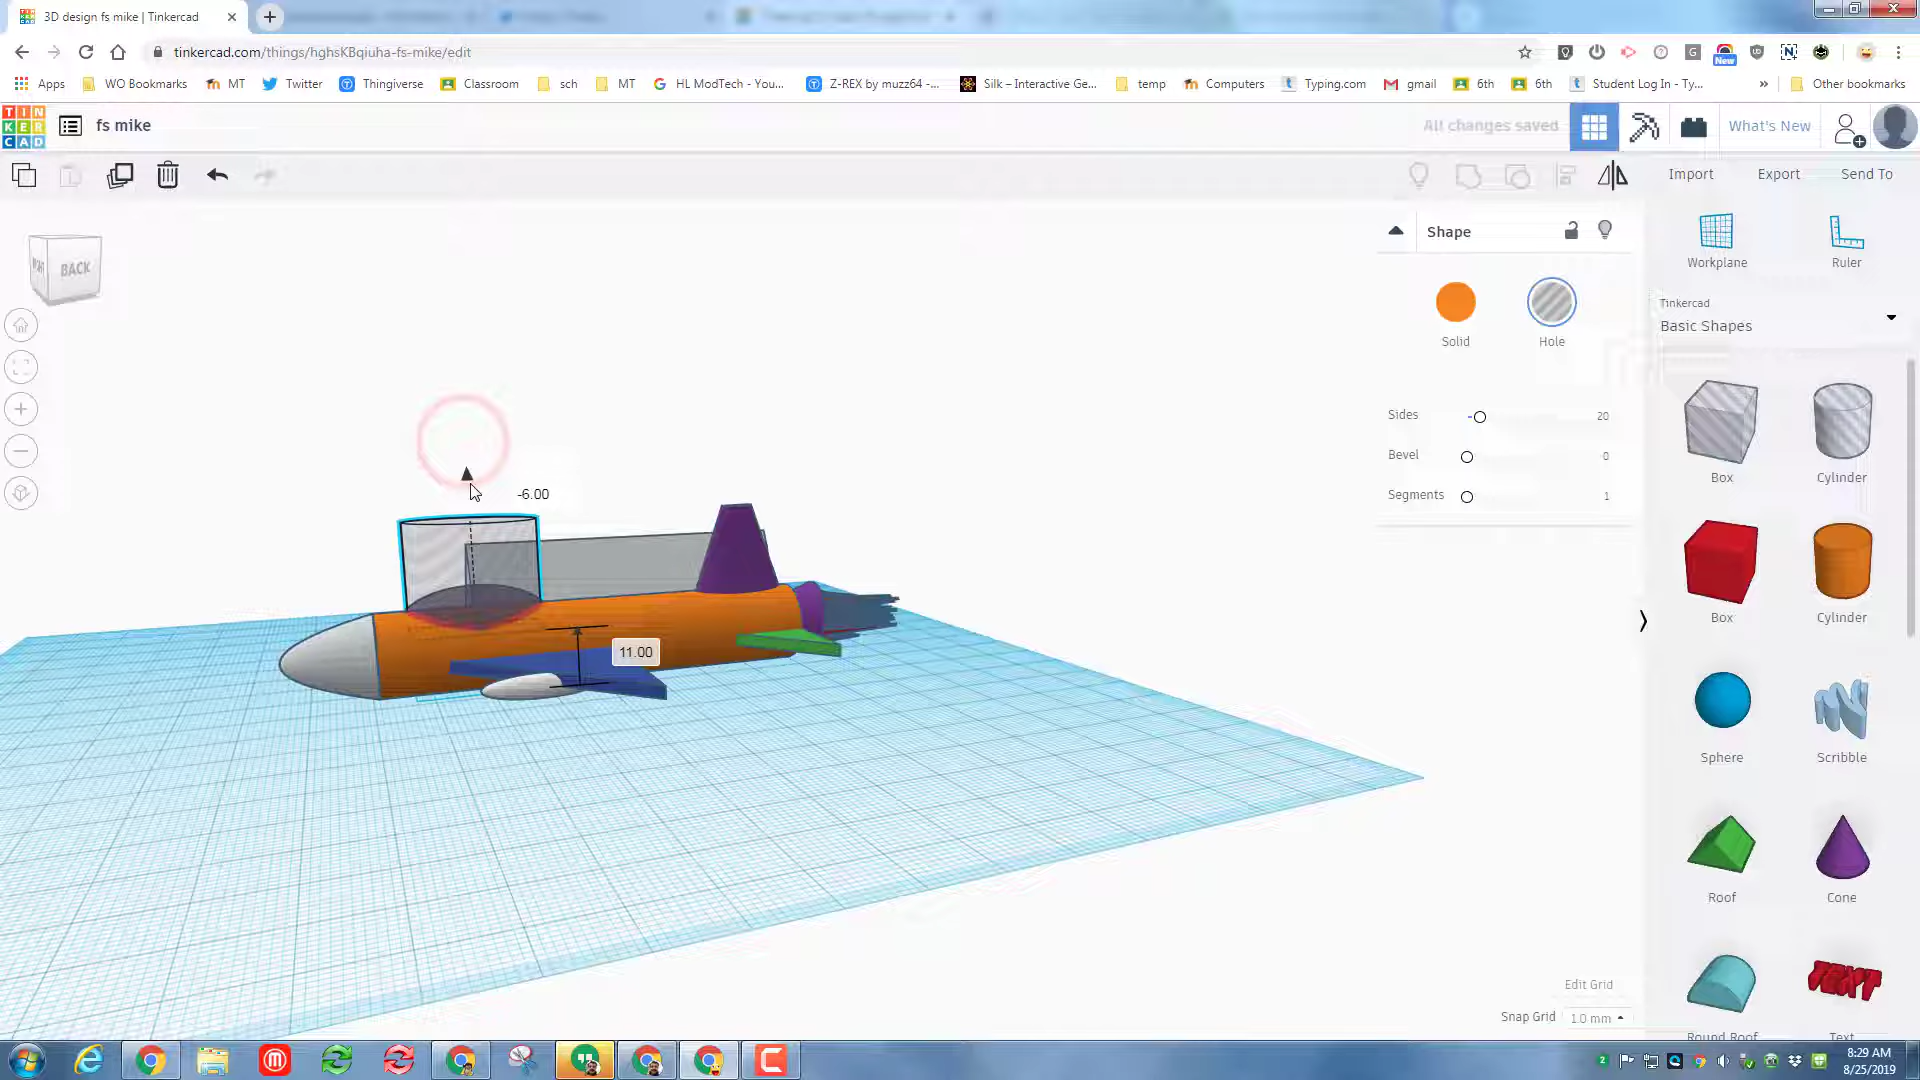 3D design fs mike | Tinkercad
tinkercad.com/things/hghsKBqiuha-fs-mike/edit
New
Apps
WO Bookmarks
MT
Twitter
Thingiverse
Classroom
sch
MT
HL ModTech - You...
Z-REX by muzz64 -...
Silk – Interactive Ge...
temp
Computers
Typing.com
gmail
6th
6th
Student Log In - Ty...
»
Other bookmarks
TIN
KER
CAD
fs mike
All changes saved
What's New
Import
Export
Send To
BACK
Shape
Solid
Hole
Sides
20
Bevel
0
Segments
1
Workplane
Ruler
Tinkercad
Basic Shapes
Box
Cylinder
Box
Cylinder
Sphere
Scribble
Roof
Cone
Round Roof
TEXT
Text
-6.00
11.00
Edit Grid
Snap Grid
1.0 mm
8:29 AM
8/25/2019